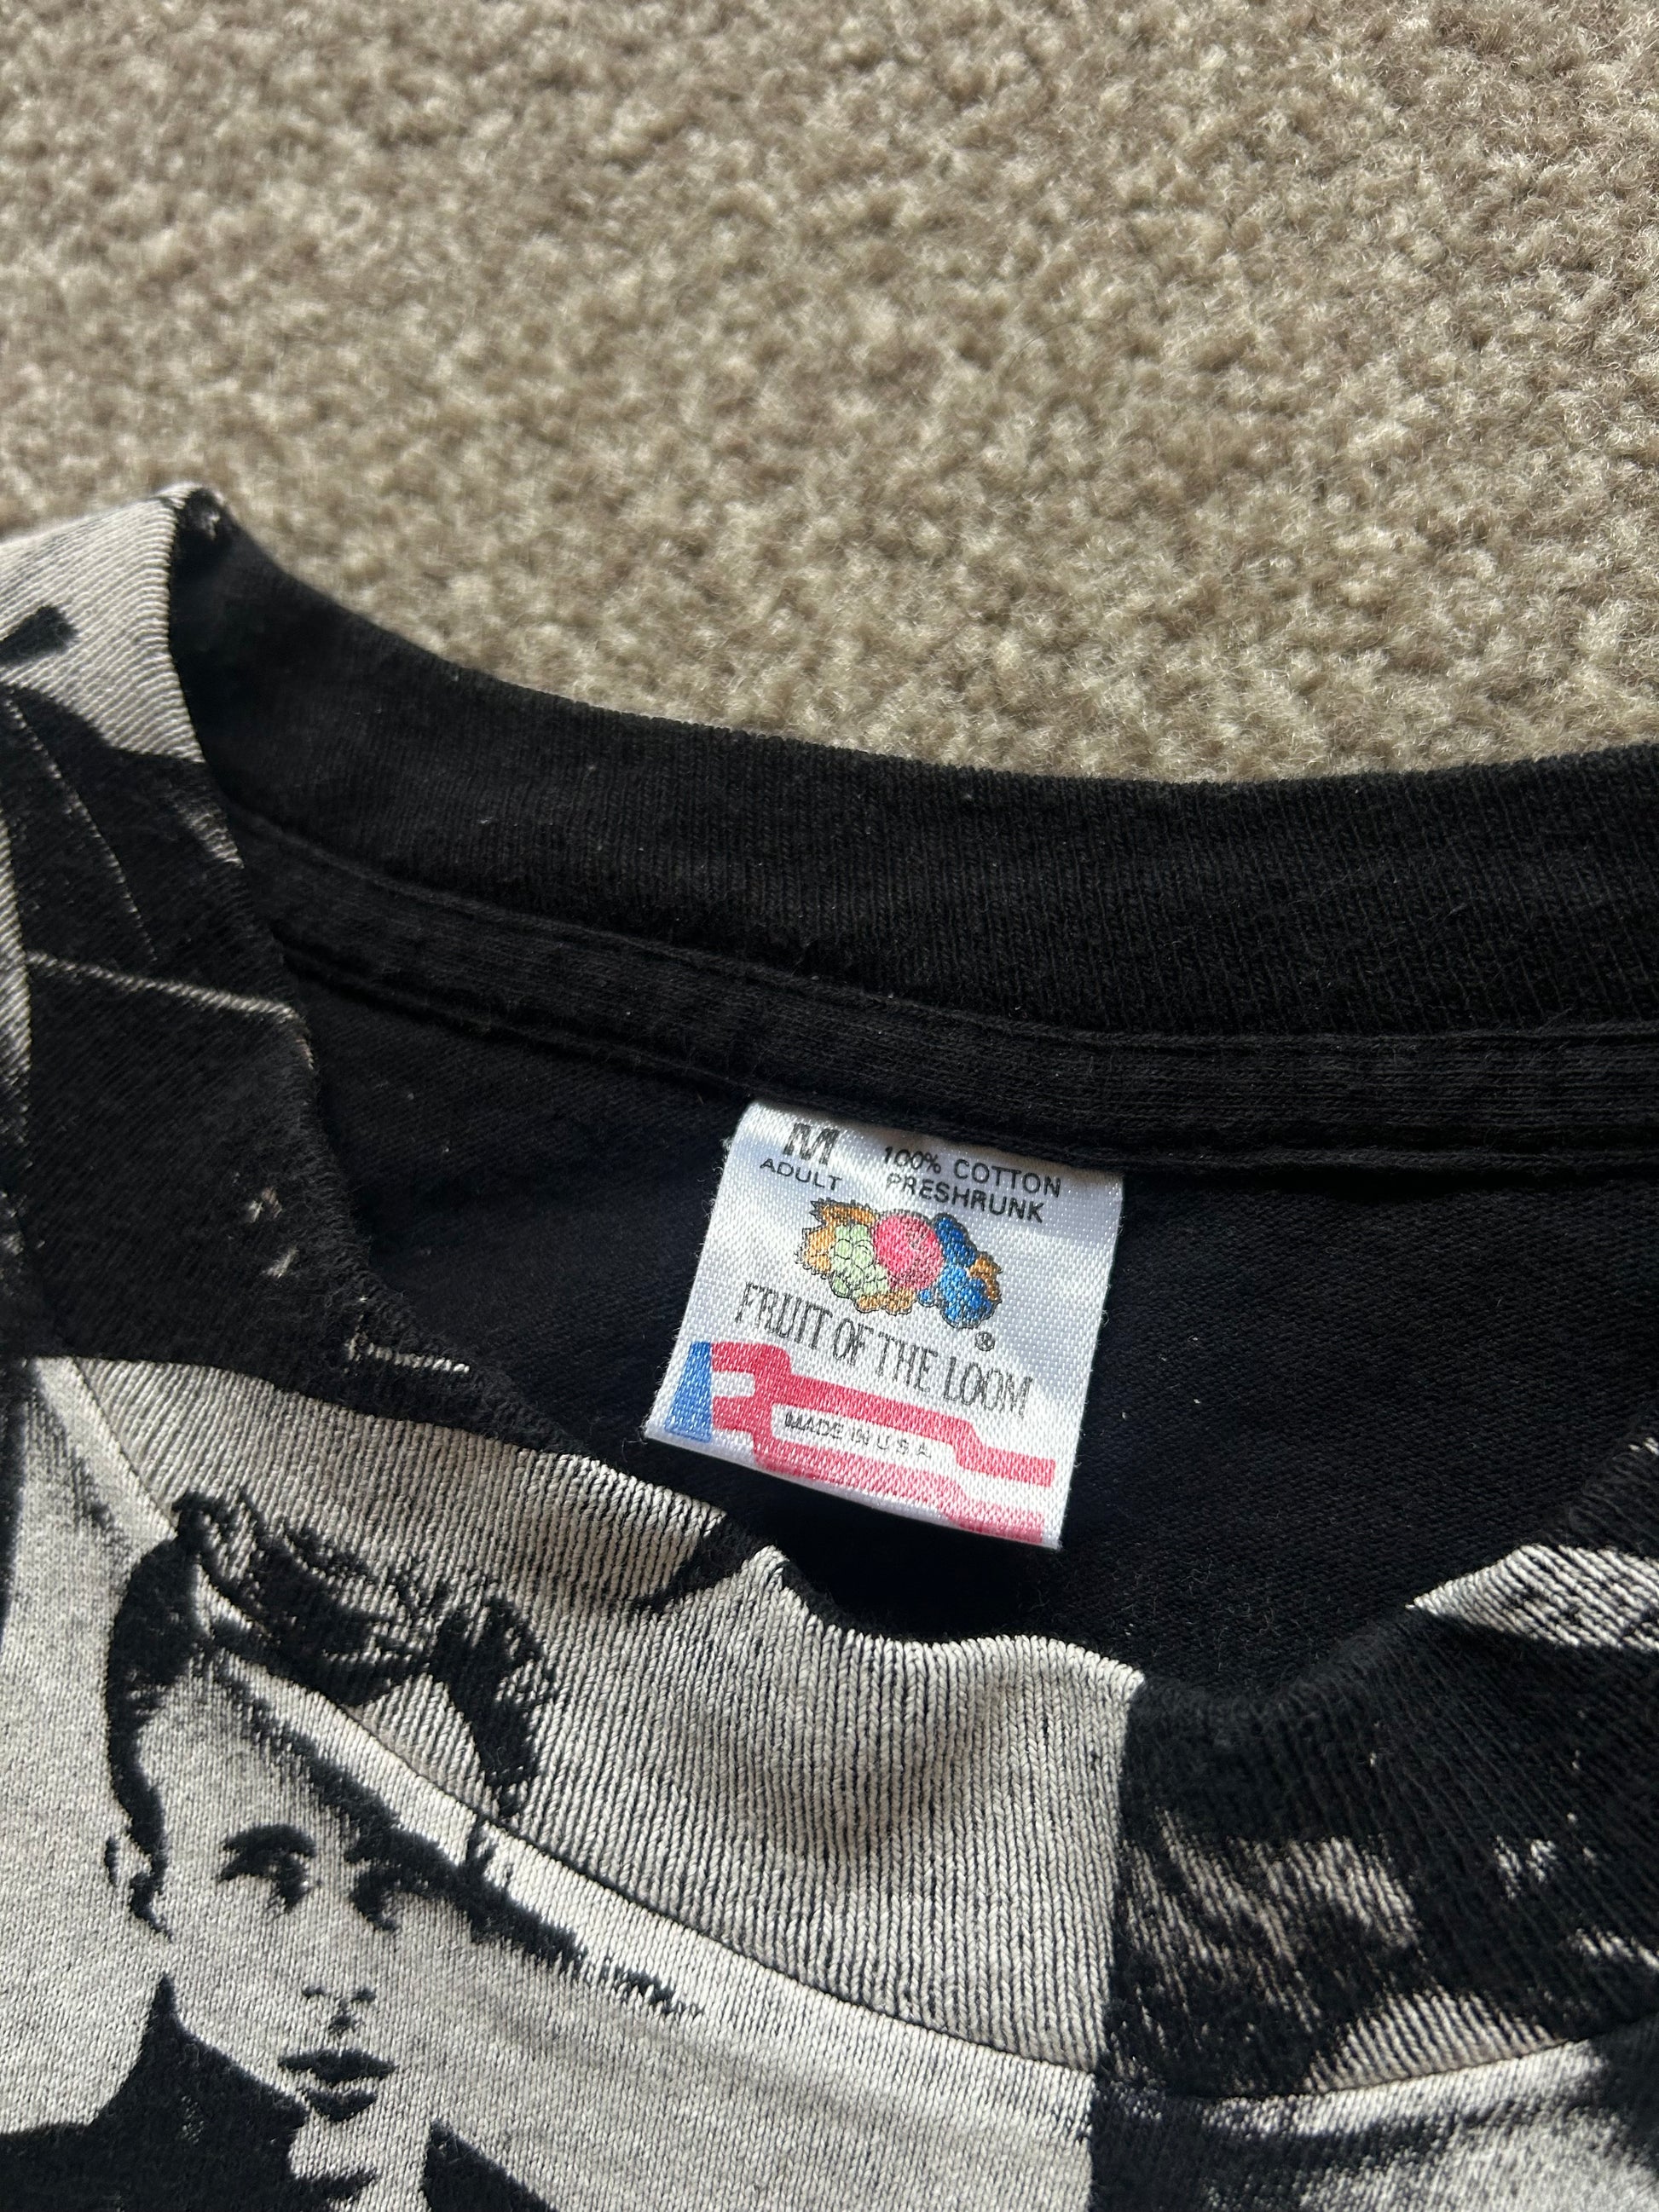 M
ADULT
100% COTTON
PRESHRUNK
®
FRUIT OF THE LOOM
MADE IN U.S.A.